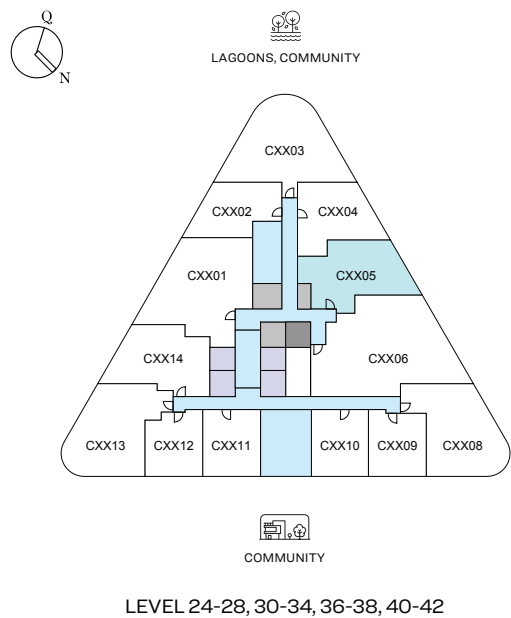 Q
N
LAGOONS, COMMUNITY
CXX03
CXX02
CXX04
CXX01
CXX05
CXX14
CXX06
CXX13
CXX12
CXX11
CXX10
CXX09
CXX08
COMMUNITY
LEVEL 24-28, 30-34, 36-38, 40-42